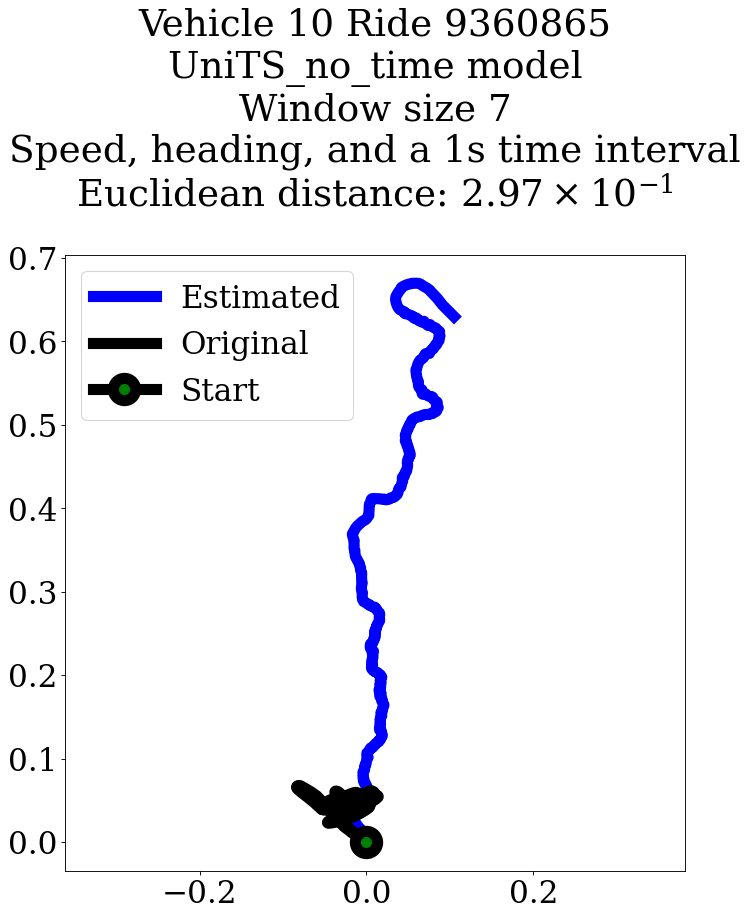 Vehicle 10 Ride 9360865
UniTS_no_time model
Window size 7
Speed, heading, and a 1s time interval
Euclidean distance: 2.97 × 10⁻¹
0.7
0.6
0.5
0.4
0.3
0.2
0.1
0.0
Estimated
Original
Start
−0.2 0.0 0.2